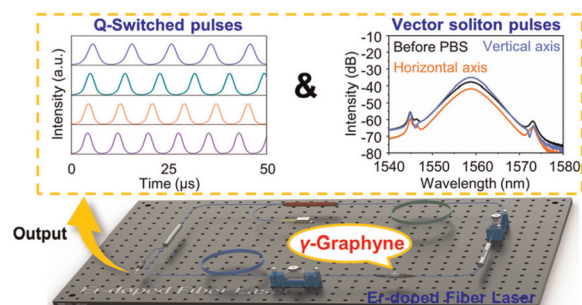 Q-Switched pulses
Intensity (a.u.)
0
25
50
Time (µs)
&
Vector soliton pulses
Before PBS
Vertical axis
Horizontal axis
Intensity (dB)
-10
-20
-30
-40
-50
-60
-70
-80
1540
1550
1560
1570
1580
Wavelength (nm)
Output
γ-Graphyne
Er-doped Fiber Las
Er-doped Fiber Laser